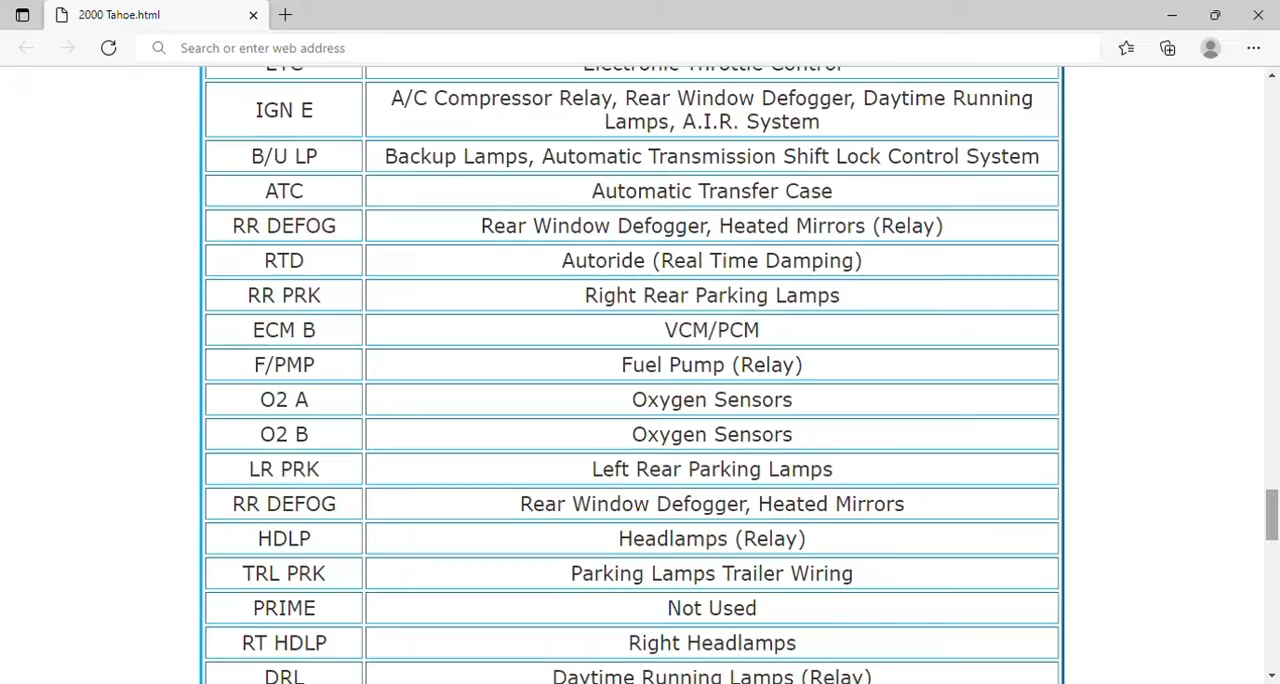 2000 Tahoe.html
Search or enter web address
ETC Electronic Throttle Control
IGN E A/C Compressor Relay, Rear Window Defogger, Daytime Running
Lamps, A.I.R. System
B/U LP Backup Lamps, Automatic Transmission Shift Lock Control System
ATC Automatic Transfer Case
RR DEFOG Rear Window Defogger, Heated Mirrors (Relay)
RTD Autoride (Real Time Damping)
RR PRK Right Rear Parking Lamps
ECM B VCM/PCM
F/PMP Fuel Pump (Relay)
O2 A Oxygen Sensors
O2 B Oxygen Sensors
LR PRK Left Rear Parking Lamps
RR DEFOG Rear Window Defogger, Heated Mirrors
HDLP Headlamps (Relay)
TRL PRK Parking Lamps Trailer Wiring
PRIME Not Used
RT HDLP Right Headlamps
DRL Daytime Running Lamps (Relay)